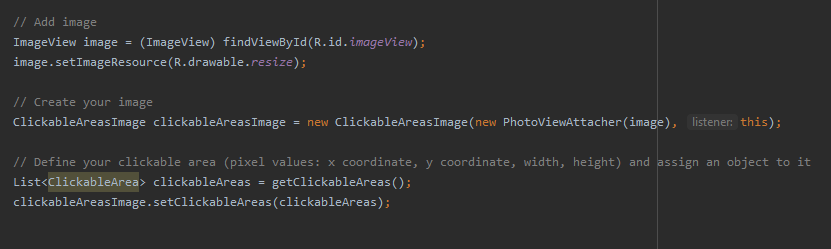 // Add image
ImageView image = (ImageView) findViewById(R.id.imageView);
image.setImageResource(R.drawable.resize);
// Create your image
ClickableAreasImage clickableAreasImage = new ClickableAreasImage(new PhotoViewAttacher(image), listener: this);
// Define your clickable area (pixel values: x coordinate, y coordinate, width, height) and assign an object to it
List<ClickableArea> clickableAreas = getClickableAreas();
clickableAreasImage.setClickableAreas(clickableAreas);